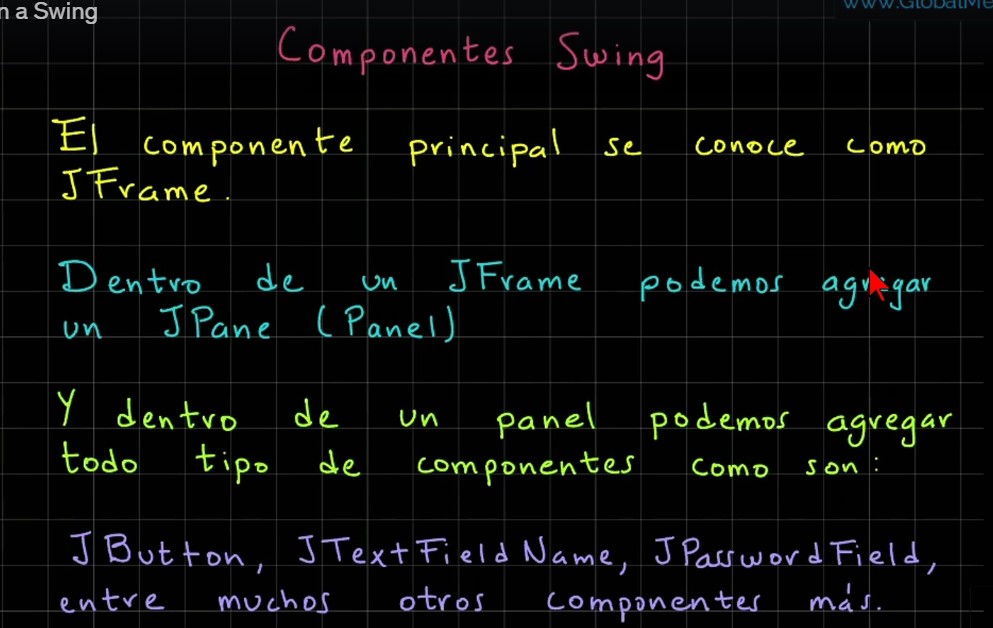 n a Swing
Componentes Swing
El componente principal se conoce como
JFrame.
Dentro de un JFrame podemos agregar
un JPane (Panel)
Y dentro de un panel podemos agregar
todo tipo de componentes como son:
JButton, JTextFieldName, JPasswordField,
entre muchos otros componentes más.